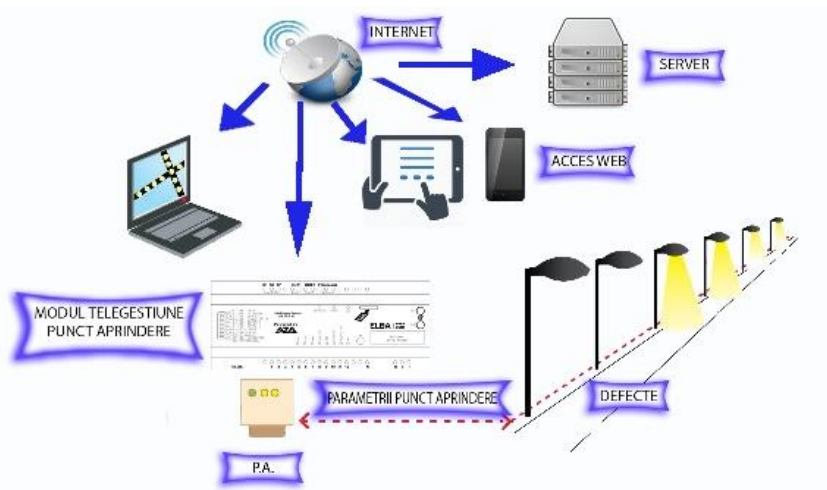 INTERNET
SERVER
ACCES WEB
MODUL TELEGESTIUNE
PUNCT APRINDERE
ELBA
PARAMETRII PUNCT APRINDERE
DEFECTE
P.A.